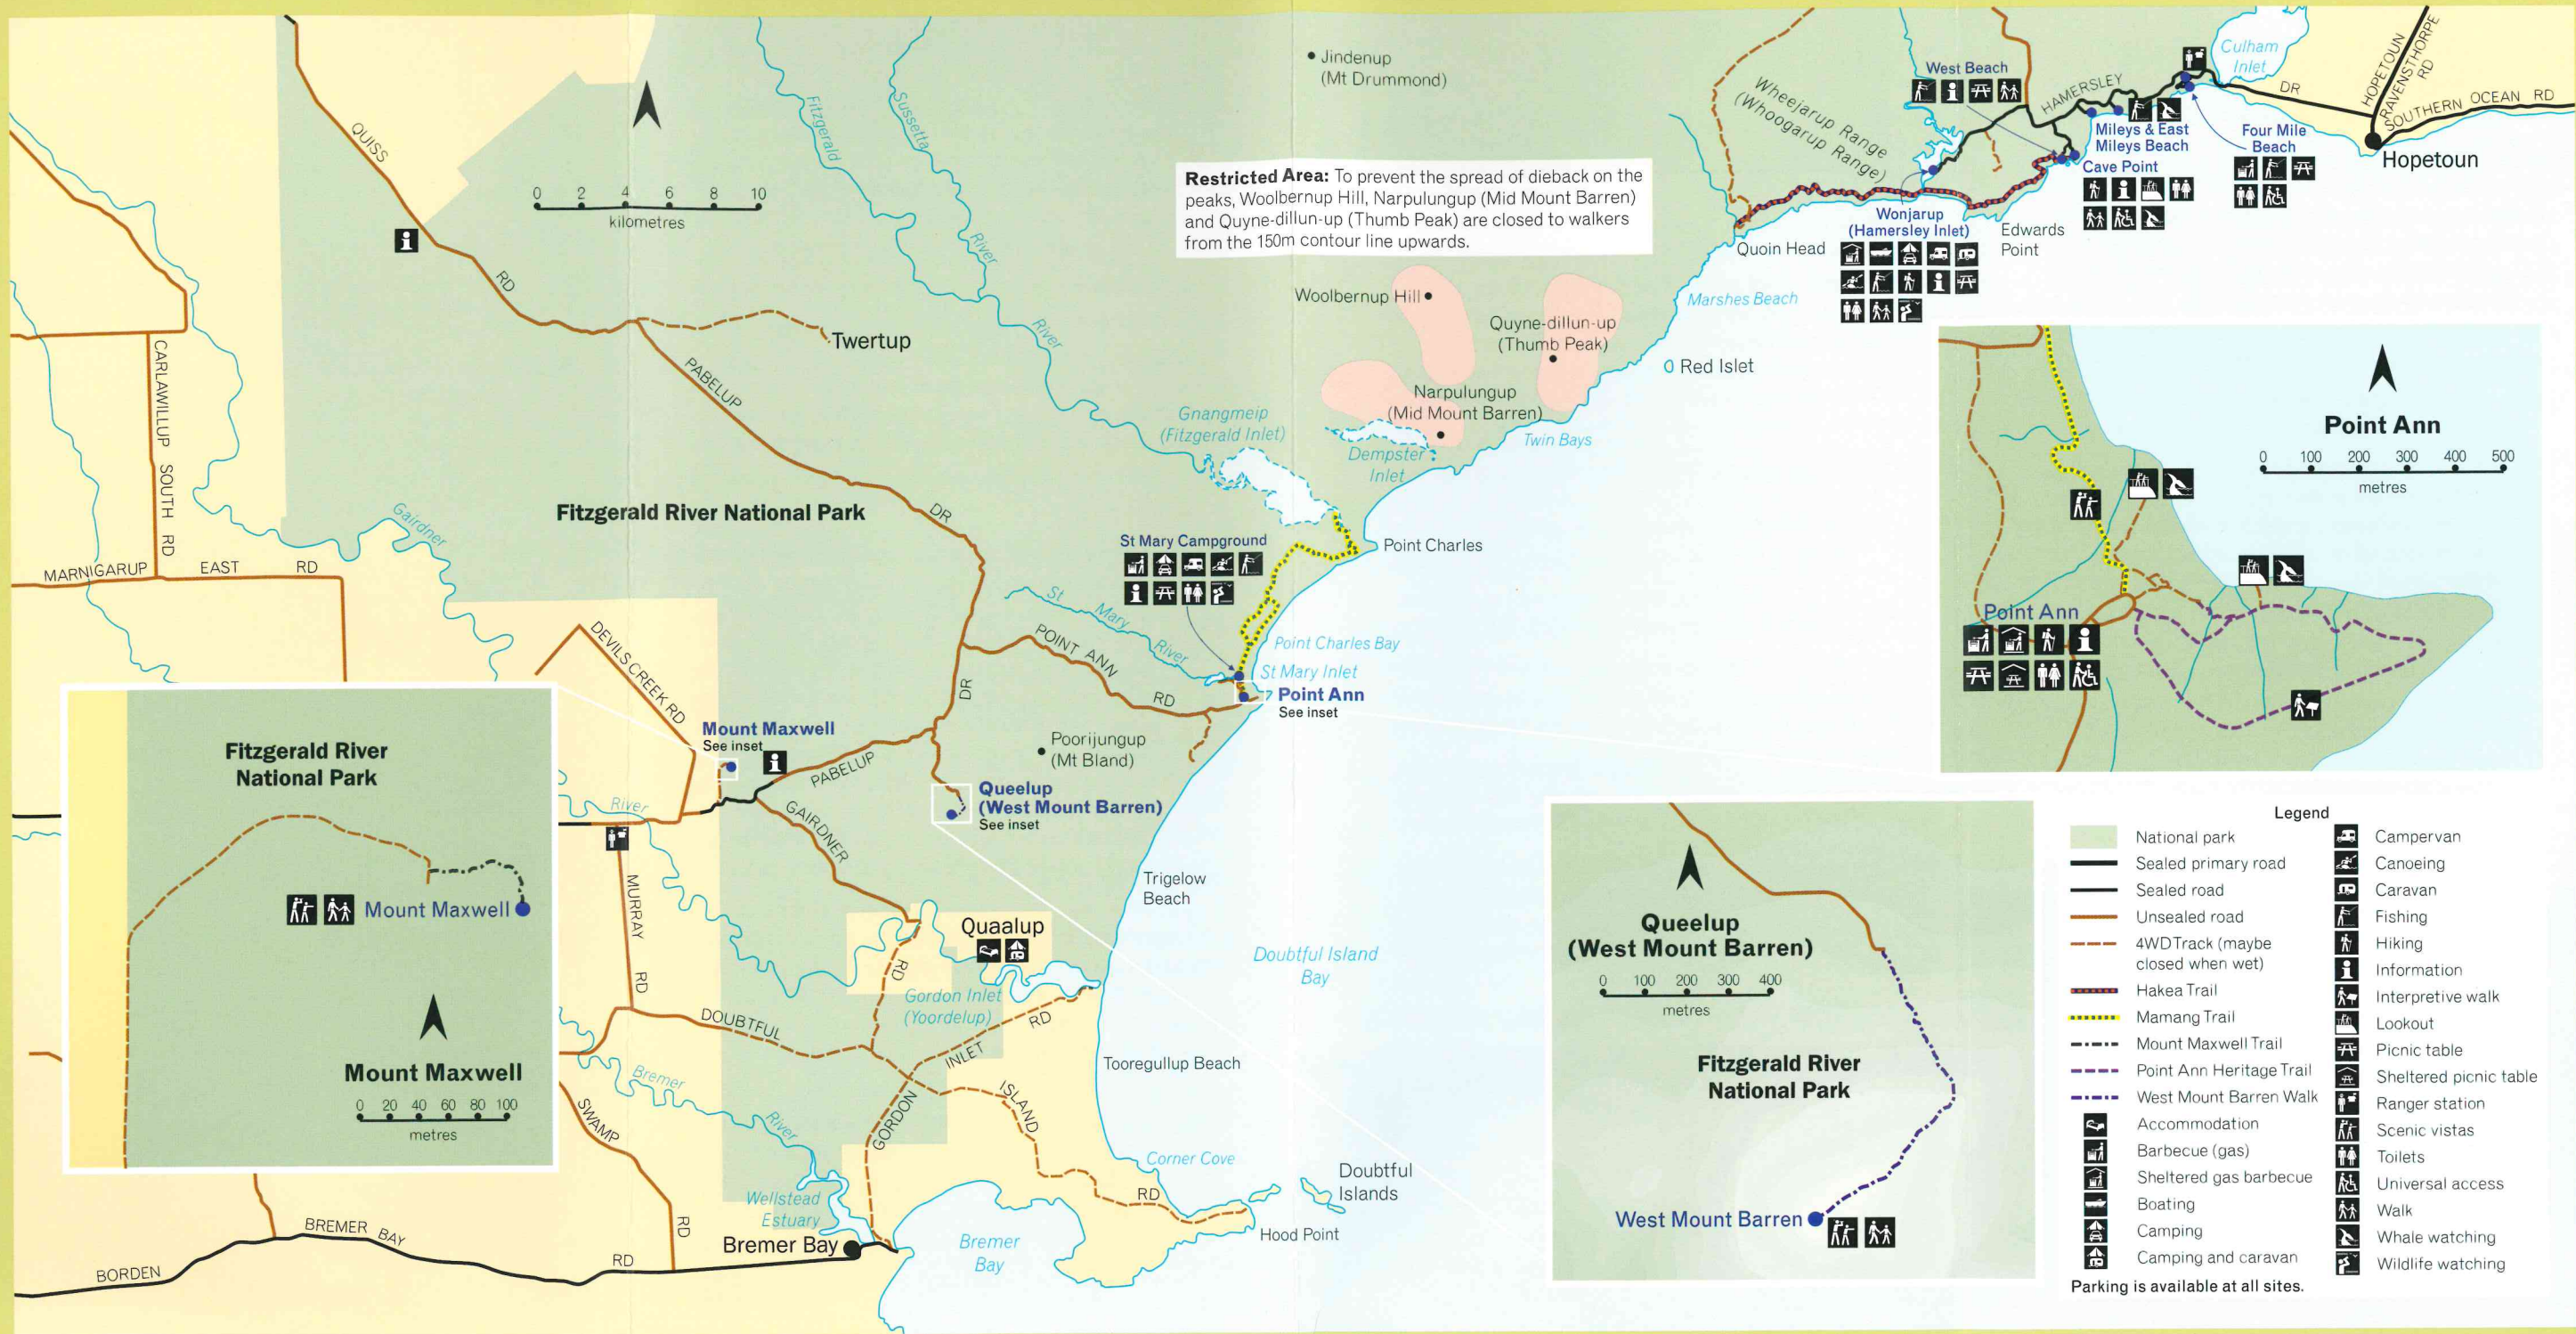 Jindenup
(Mt Drummond)
Wheejarup Range
(Whoogarup Range)
West Beach
HAMERSLEY
DR
Culham
Inlet
HOPETOUN
RAVENSTHORPE
RD
SOUTHERN OCEAN RD
Hopetoun
Mileys & East
Mileys Beach
Four Mile
Beach
Cave Point
Wonjarup
(Hamersley Inlet)
Edwards
Point
Quoin Head
Marshes Beach
Red Islet
Restricted Area: To prevent the spread of dieback on the
peaks, Woolbernup Hill, Narpulungup (Mid Mount Barren)
and Quyne-dillun-up (Thumb Peak) are closed to walkers
from the 150m contour line upwards.
Woolbernup Hill
Quyne-dillun-up
(Thumb Peak)
Narpulungup
(Mid Mount Barren)
Twin Bays
Dempster
Inlet
Gnangmeip
(Fitzgerald Inlet)
Fitzgerald
River
Sussetta
River
QUISS
RD
0 2 4 6 8 10
kilometres
Twertup
PABELUP
DR
Fitzgerald River National Park
CARLAWILLUP SOUTH RD
Gairdner
MARNIGARUP EAST RD
St Mary Campground
Point Charles
St Mary River
Point Charles Bay
St Mary Inlet
Point Ann
See inset
POINT ANN RD
DR
DEVILS CREEK RD
Mount Maxwell
See inset
PABELUP
Poorijungup
(Mt Bland)
Queelup
(West Mount Barren)
See inset
River
GAIRDNER
RD
MURRAY
RD
Trigelow
Beach
Quaalup
Doubtful Island
Bay
Gordon Inlet
(Yoordelup)
DOUBTFUL
ISLAND
RD
GORDON
INLET
RD
Tooregullup Beach
Bremer
River
SWAMP
RD
Corner Cove
Doubtful
Islands
Hood Point
Wellstead
Estuary
Bremer Bay
Bremer
Bay
BORDEN
BREMER BAY
RD
Fitzgerald River
National Park
Mount Maxwell
Mount Maxwell
0 20 40 60 80 100
metres
Point Ann
0 100 200 300 400 500
metres
Point Ann
Queelup
(West Mount Barren)
0 100 200 300 400
metres
Fitzgerald River
National Park
West Mount Barren
Legend
National park
Sealed primary road
Sealed road
Unsealed road
4WD Track (maybe
closed when wet)
Hakea Trail
Mamang Trail
Mount Maxwell Trail
Point Ann Heritage Trail
West Mount Barren Walk
Accommodation
Barbecue (gas)
Sheltered gas barbecue
Boating
Camping
Camping and caravan
Campervan
Canoeing
Caravan
Fishing
Hiking
Information
Interpretive walk
Lookout
Picnic table
Sheltered picnic table
Ranger station
Scenic vistas
Toilets
Universal access
Walk
Whale watching
Wildlife watching
Parking is available at all sites.